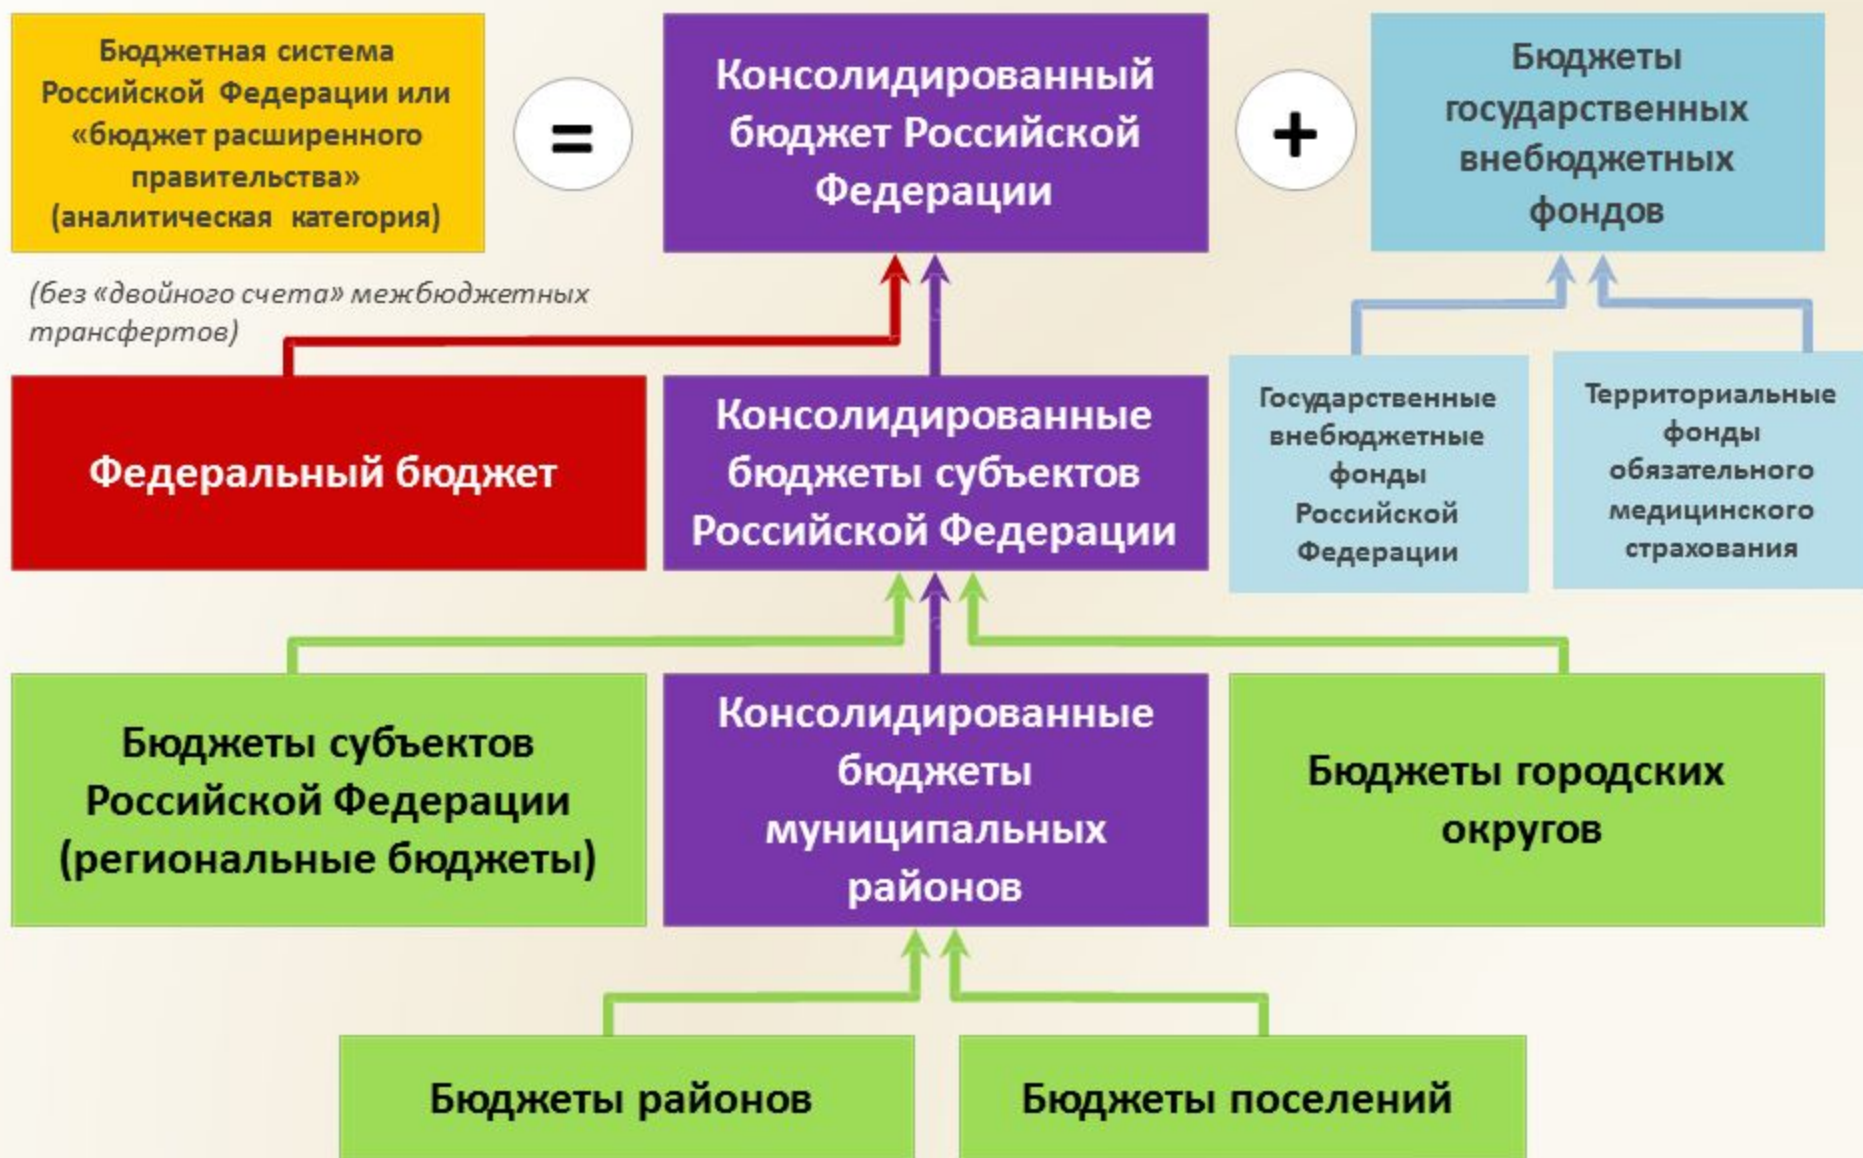 Бюджетная система
Российской Федерации или
«бюджет расширенного
правительства»
(аналитическая категория)
=
Консолидированный
бюджет Российской
Федерации
+
Бюджеты
государственных
внебюджетных
фондов
(без «двойного счета» межбюджетных
трансфертов)
Федеральный бюджет
Консолидированные
бюджеты субъектов
Российской Федерации
Государственные
внебюджетные
фонды
Российской
Федерации
Территориальные
фонды
обязательного
медицинского
страхования
Бюджеты субъектов
Российской Федерации
(региональные бюджеты)
Консолидированные
бюджеты
муниципальных
районов
Бюджеты городских
округов
Бюджеты районов
Бюджеты поселений